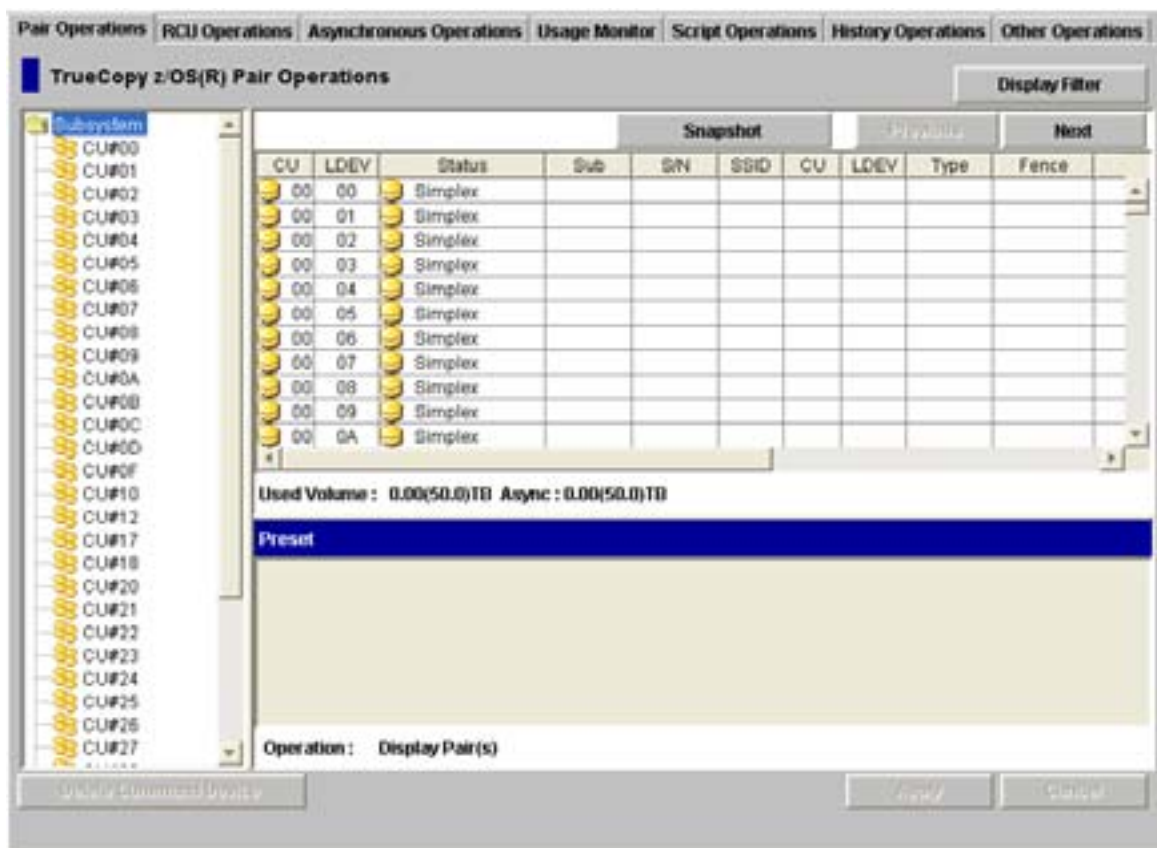 Pair Operations RCU Operations Asynchronous Operations Usage Monitor Script Operations History Operations Other Operations
TrueCopy z/OS(R) Pair Operations
Display Filter
Subsystem
CU#00
CU#01
CU#02
CU#03
CU#04
CU#05
CU#06
CU#07
CU#08
CU#09
CU#0A
CU#0B
CU#0C
CU#0D
CU#0F
CU#10
CU#12
CU#17
CU#18
CU#20
CU#21
CU#22
CU#23
CU#24
CU#25
CU#26
CU#27
Snapshot Previous Next
CU LDEV Status Sub S/N SSID CU LDEV Type Fence
00 00 Simplex
00 01 Simplex
00 02 Simplex
00 03 Simplex
00 04 Simplex
00 05 Simplex
00 06 Simplex
00 07 Simplex
00 08 Simplex
00 09 Simplex
00 0A Simplex
Used Volume : 0.00(50.0)TB Async : 0.00(50.0)TB
Preset
Operation : Display Pair(s)
Delete Command Device Apply Cancel